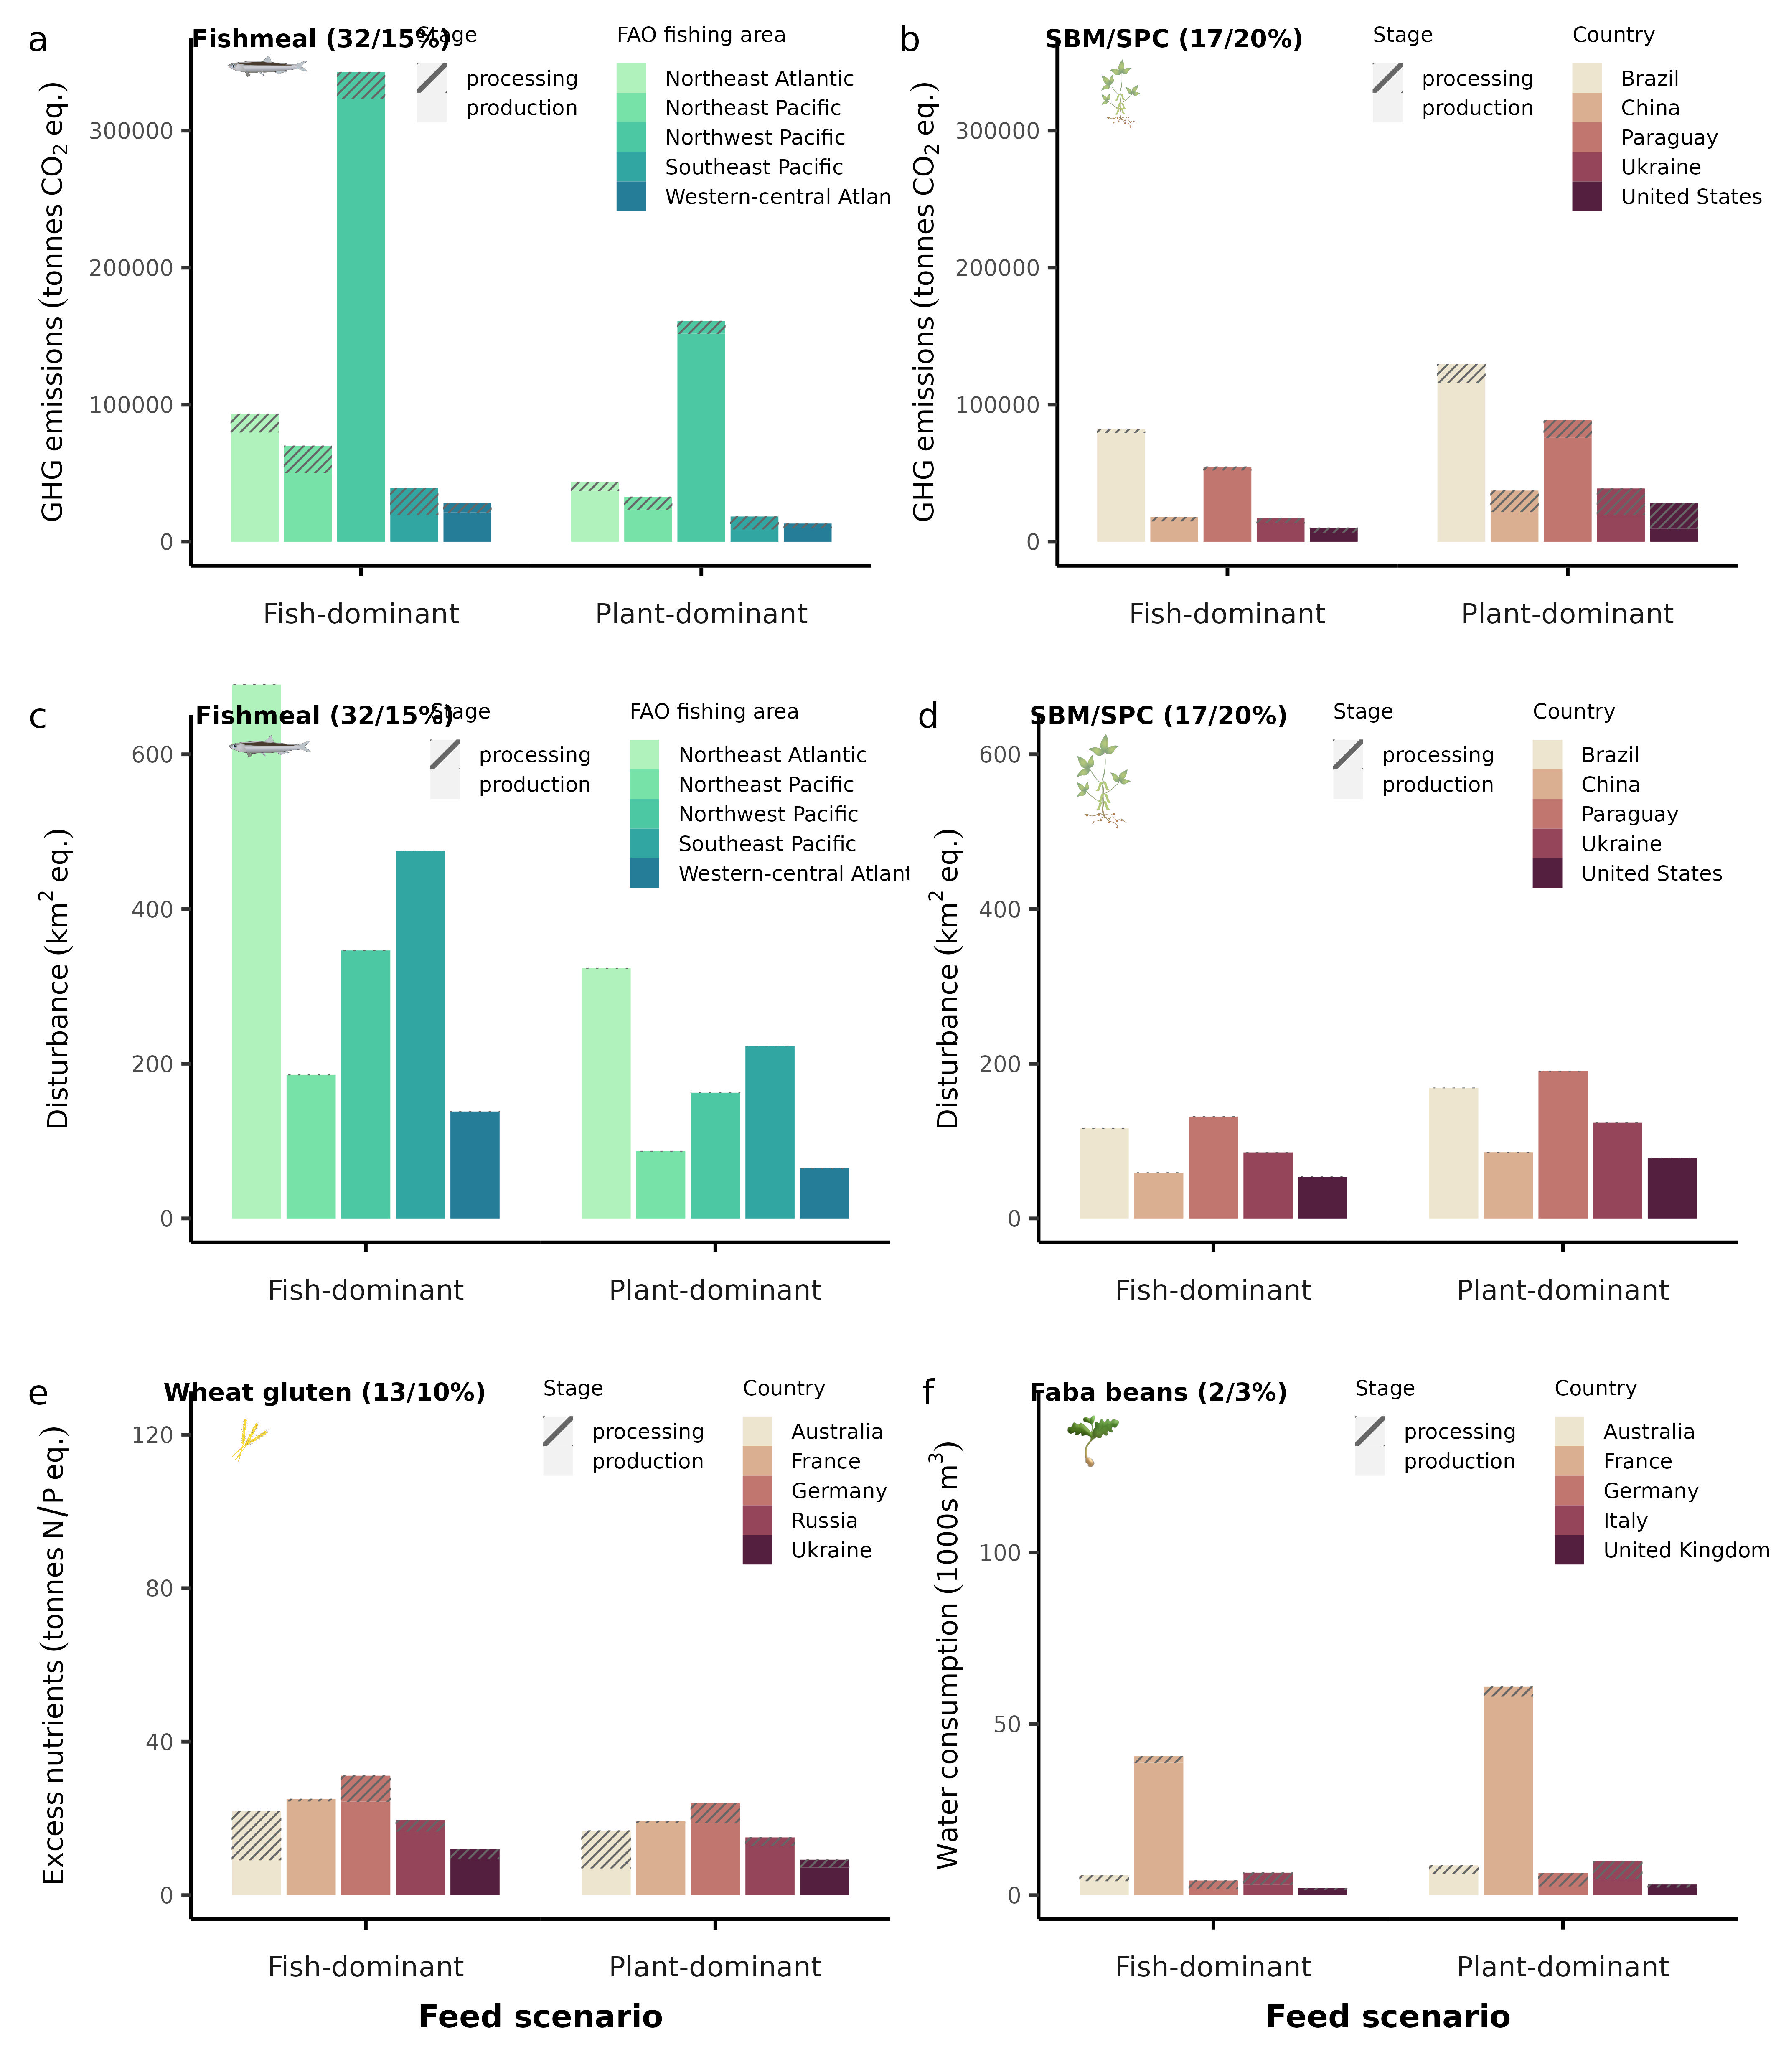 a
Fishmeal (32/15%)
Stage
processing
production
FAO fishing area
Northeast Atlantic
Northeast Pacific
Northwest Pacific
Southeast Pacific
Western-central Atlan
GHG emissions (tonnes CO2 eq.)
300000
200000
100000
0
Fish-dominant
Plant-dominant
b
SBM/SPC (17/20%)
Stage
processing
production
Country
Brazil
China
Paraguay
Ukraine
United States
GHG emissions (tonnes CO2 eq.)
300000
200000
100000
0
Fish-dominant
Plant-dominant
c
Fishmeal (32/15%)
Stage
processing
production
FAO fishing area
Northeast Atlantic
Northeast Pacific
Northwest Pacific
Southeast Pacific
Western-central Atlant
Disturbance (km2 eq.)
600
400
200
0
Fish-dominant
Plant-dominant
d
SBM/SPC (17/20%)
Stage
processing
production
Country
Brazil
China
Paraguay
Ukraine
United States
Disturbance (km2 eq.)
600
400
200
0
Fish-dominant
Plant-dominant
e
Wheat gluten (13/10%)
Stage
processing
production
Country
Australia
France
Germany
Russia
Ukraine
Excess nutrients (tonnes N/P eq.)
120
80
40
0
Fish-dominant
Plant-dominant
Feed scenario
f
Faba beans (2/3%)
Stage
processing
production
Country
Australia
France
Germany
Italy
United Kingdom
Water consumption (1000s m3)
100
50
0
Fish-dominant
Plant-dominant
Feed scenario